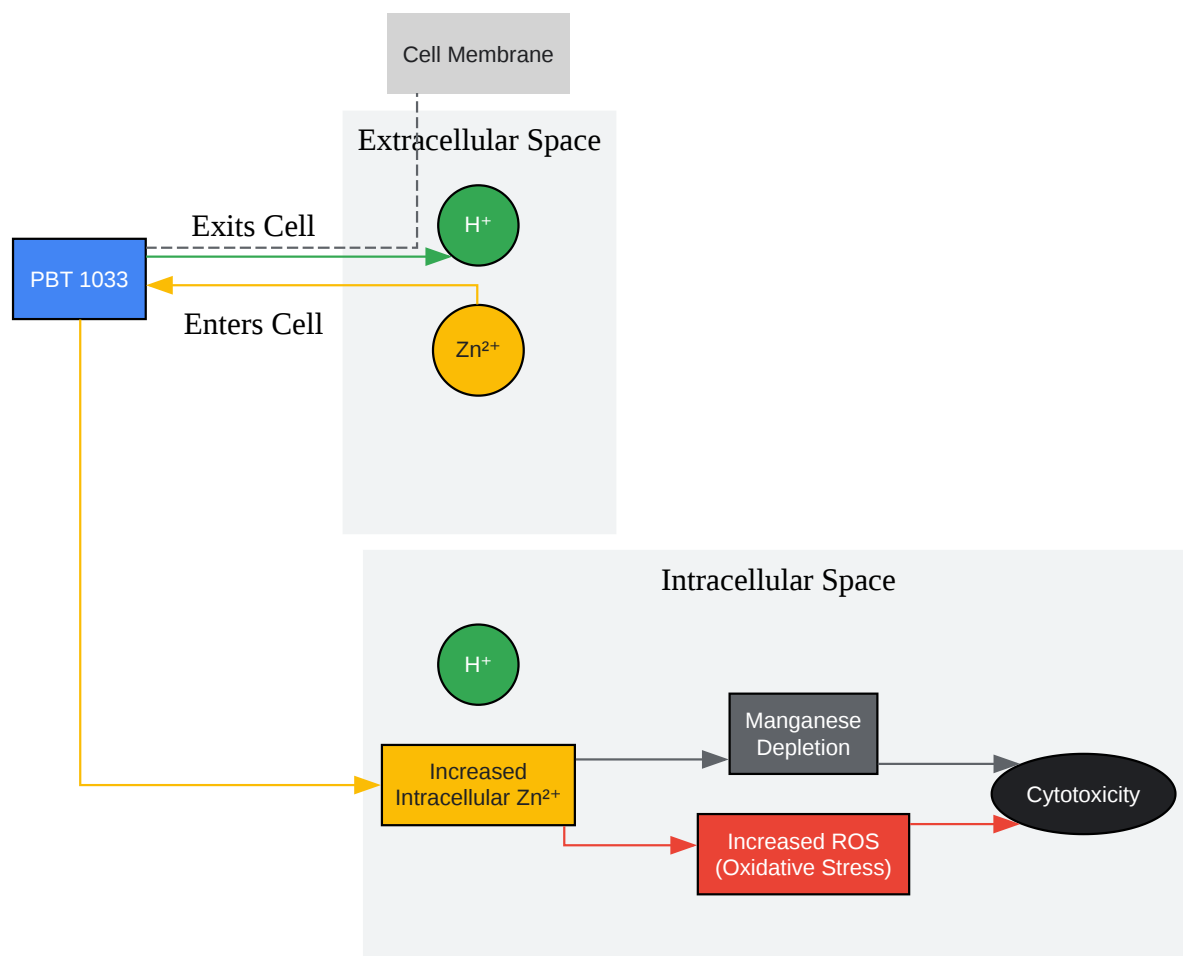 Cell Membrane
Extracellular Space
H⁺
Exits Cell
PBT 1033
Enters Cell
Zn²⁺
Intracellular Space
H⁺
Manganese
Depletion
Increased
Intracellular Zn²⁺
Cytotoxicity
Increased ROS
(Oxidative Stress)